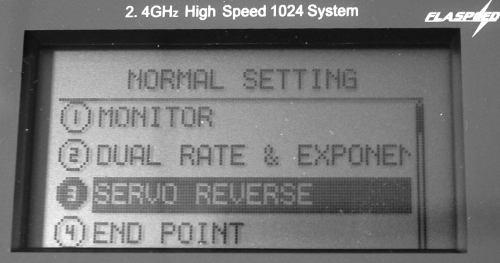 2. 4GHz High Speed 1024 System
FLASPEED
NORMAL SETTING
1 MONITOR
2 DUAL RATE & EXPONEN
3 SERVO REVERSE
4 END POINT